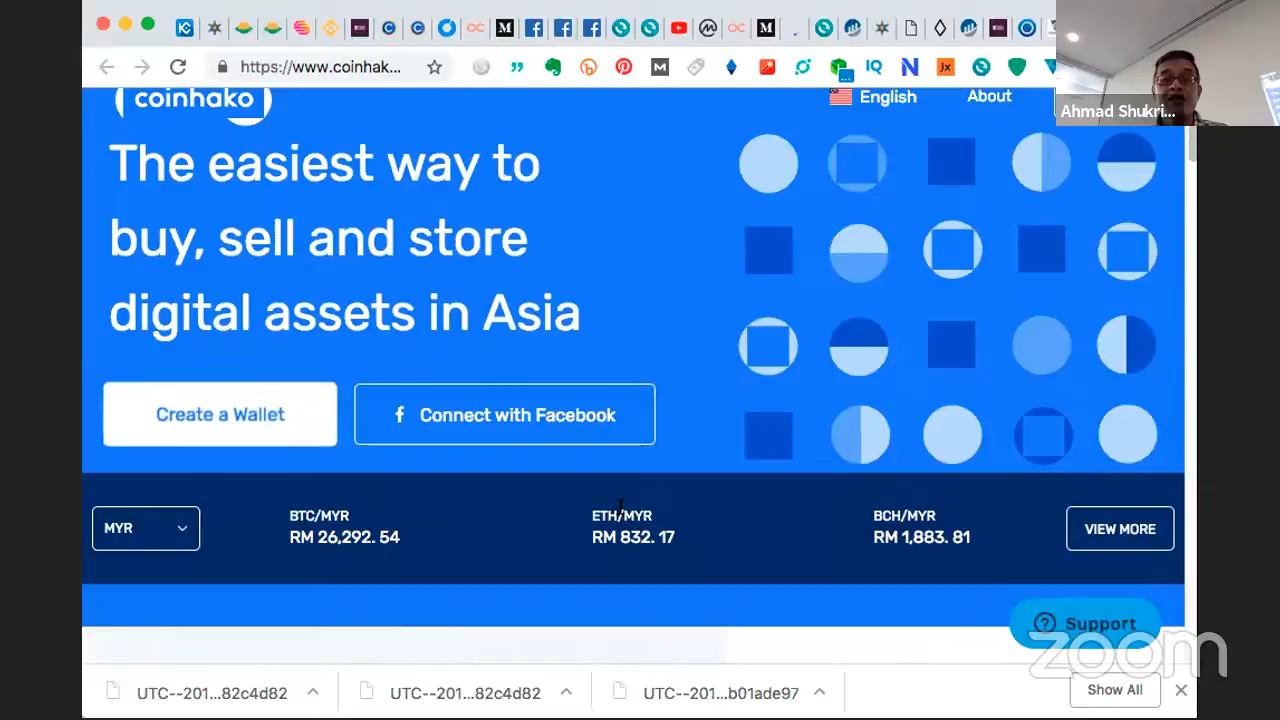 https://www.coinhak...
IQ
N
Jx
Ahmad Shukri...
coinhako
English
About
The easiest way to
buy, sell and store
digital assets in Asia
Create a Wallet
f Connect with Facebook
MYR
BTC/MYR
RM 26,292. 54
ETH/MYR
RM 832. 17
BCH/MYR
RM 1,883. 81
VIEW MORE
? Support
zoom
UTC--201...82c4d82
UTC--201...82c4d82
UTC--201...b01ade97
Show All